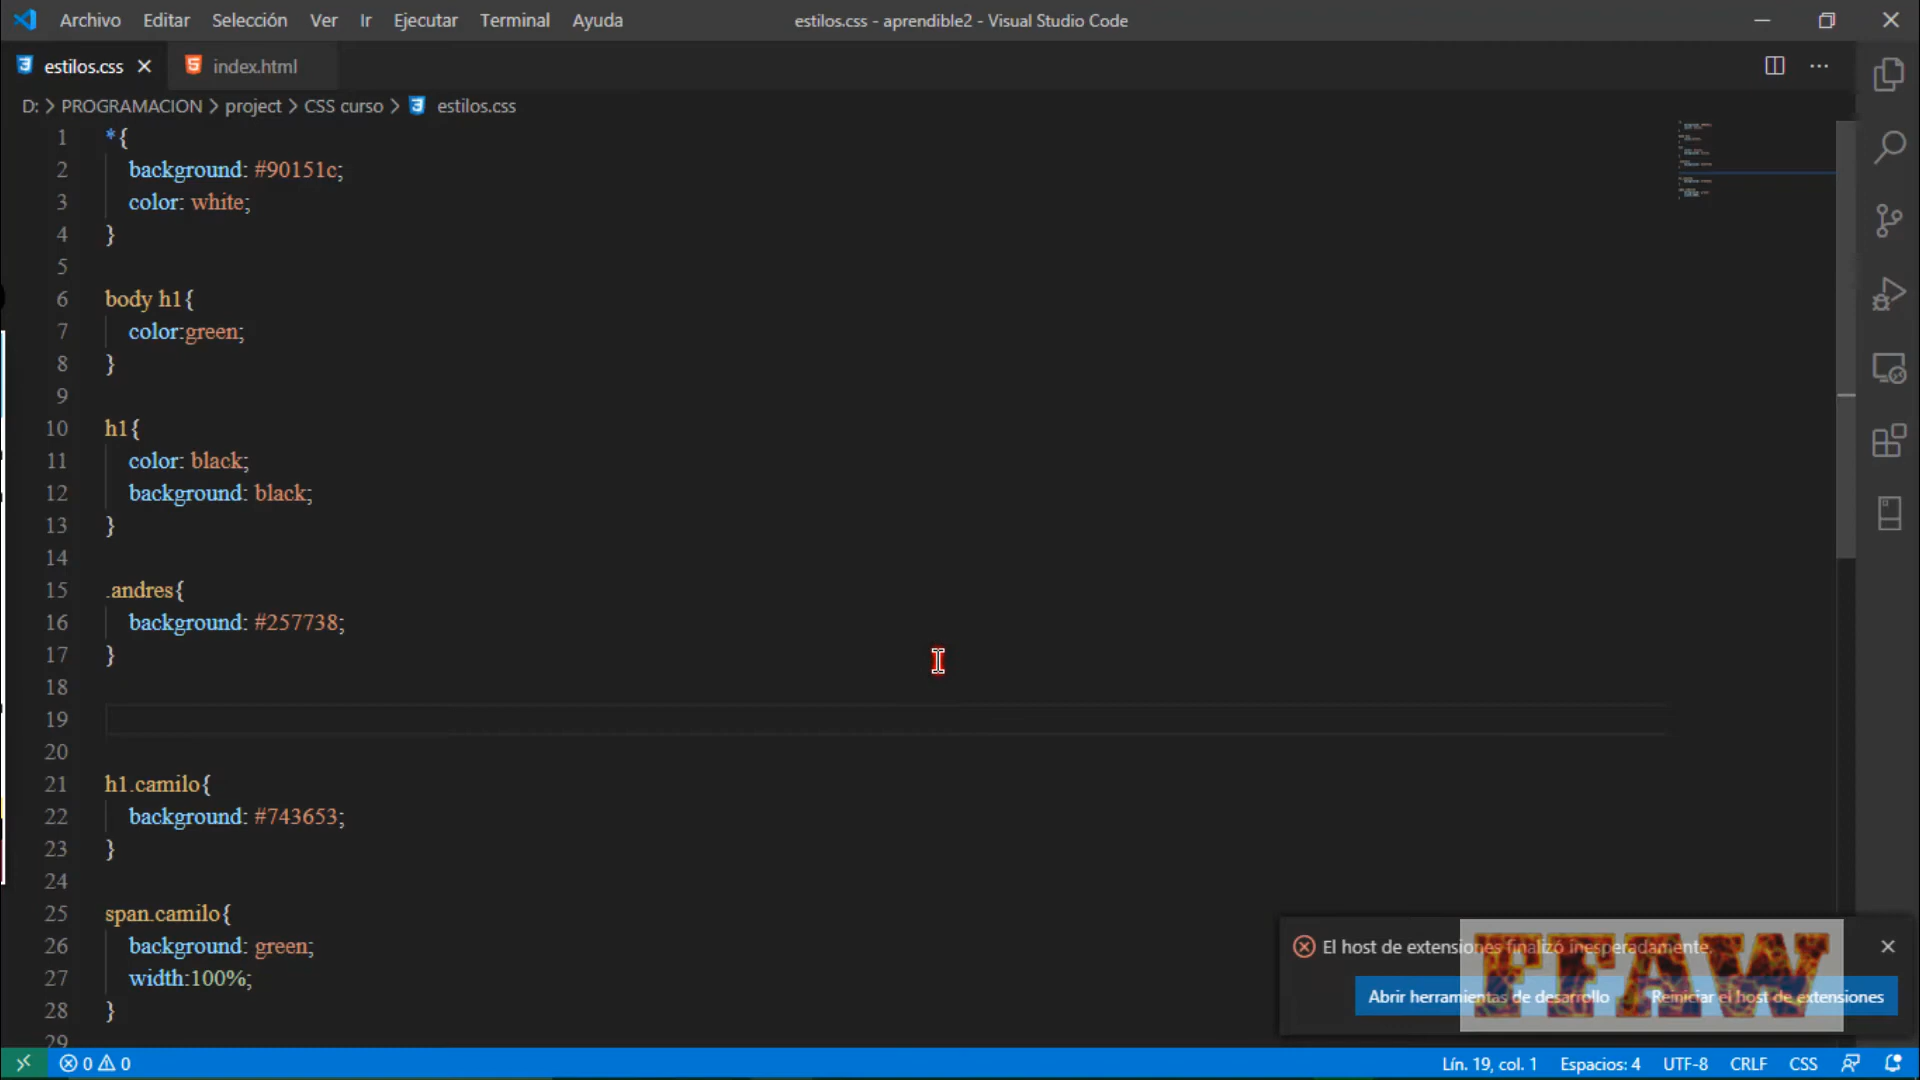 Archivo Editar Selección Ver Ir Ejecutar Terminal Ayuda estilos.css - aprendible2 - Visual Studio Code
estilos.css index.html
D: > PROGRAMACION > project > CSS curso > estilos.css
1 *{
2 background: #90151c;
3 color: white;
4 }
5
6 body h1{
7 color:green;
8 }
9
10 h1{
11 color: black;
12 background: black;
13 }
14
15 .andres{
16 background: #257738;
17 }
18
19
20
21 h1.camilo{
22 background: #743653;
23 }
24
25 span.camilo{
26 background: green;
27 width:100%;
28 }
29
El host de extensiones finalizó inesperadamente.
Abrir herramientas de desarrollo Reiniciar el host de extensiones
FFAW
0 0 Lín. 19, col. 1 Espacios: 4 UTF-8 CRLF CSS